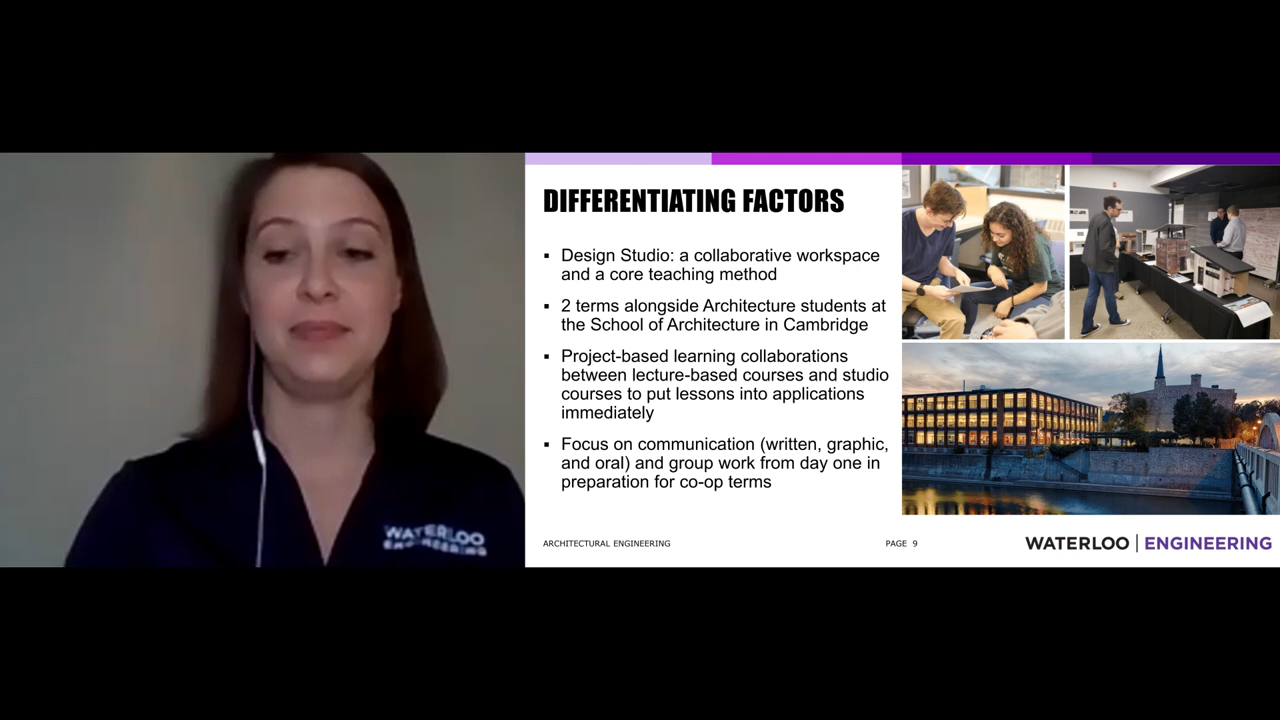 DIFFERENTIATING FACTORS
▪ Design Studio: a collaborative workspace
and a core teaching method
▪ 2 terms alongside Architecture students at
the School of Architecture in Cambridge
▪ Project-based learning collaborations
between lecture-based courses and studio
courses to put lessons into applications
immediately
▪ Focus on communication (written, graphic,
and oral) and group work from day one in
preparation for co-op terms
WATERLOO
ENGINEERING
ARCHITECTURAL ENGINEERING
PAGE 9
WATERLOO | ENGINEERING